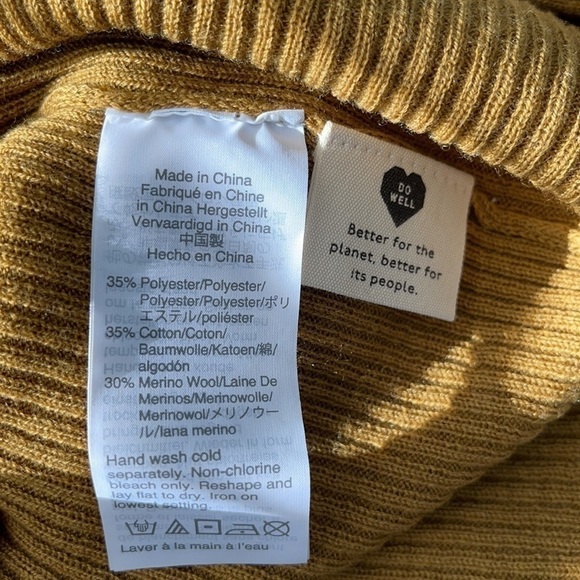 Made in China
Fabriqué en Chine
in China Hergestellt
Vervaardigd in China
中国製
Hecho en China
35% Polyester/Polyester/
Polyester/Polyester/ポリ
エステル/poliéster
35% Cotton/Coton/
Baumwolle/Katoen/綿/
algodón
30% Merino Wool/Laine De
Merinos/Merinowolle/
Merinowol/メリノウー
ル/lana merino
Hand wash cold
separately. Non-chlorine
bleach only. Reshape and
lay flat to dry. Iron on
lowest setting.
Laver à la main à l'eau
DO
WELL
Better for the
planet, better for
its people.